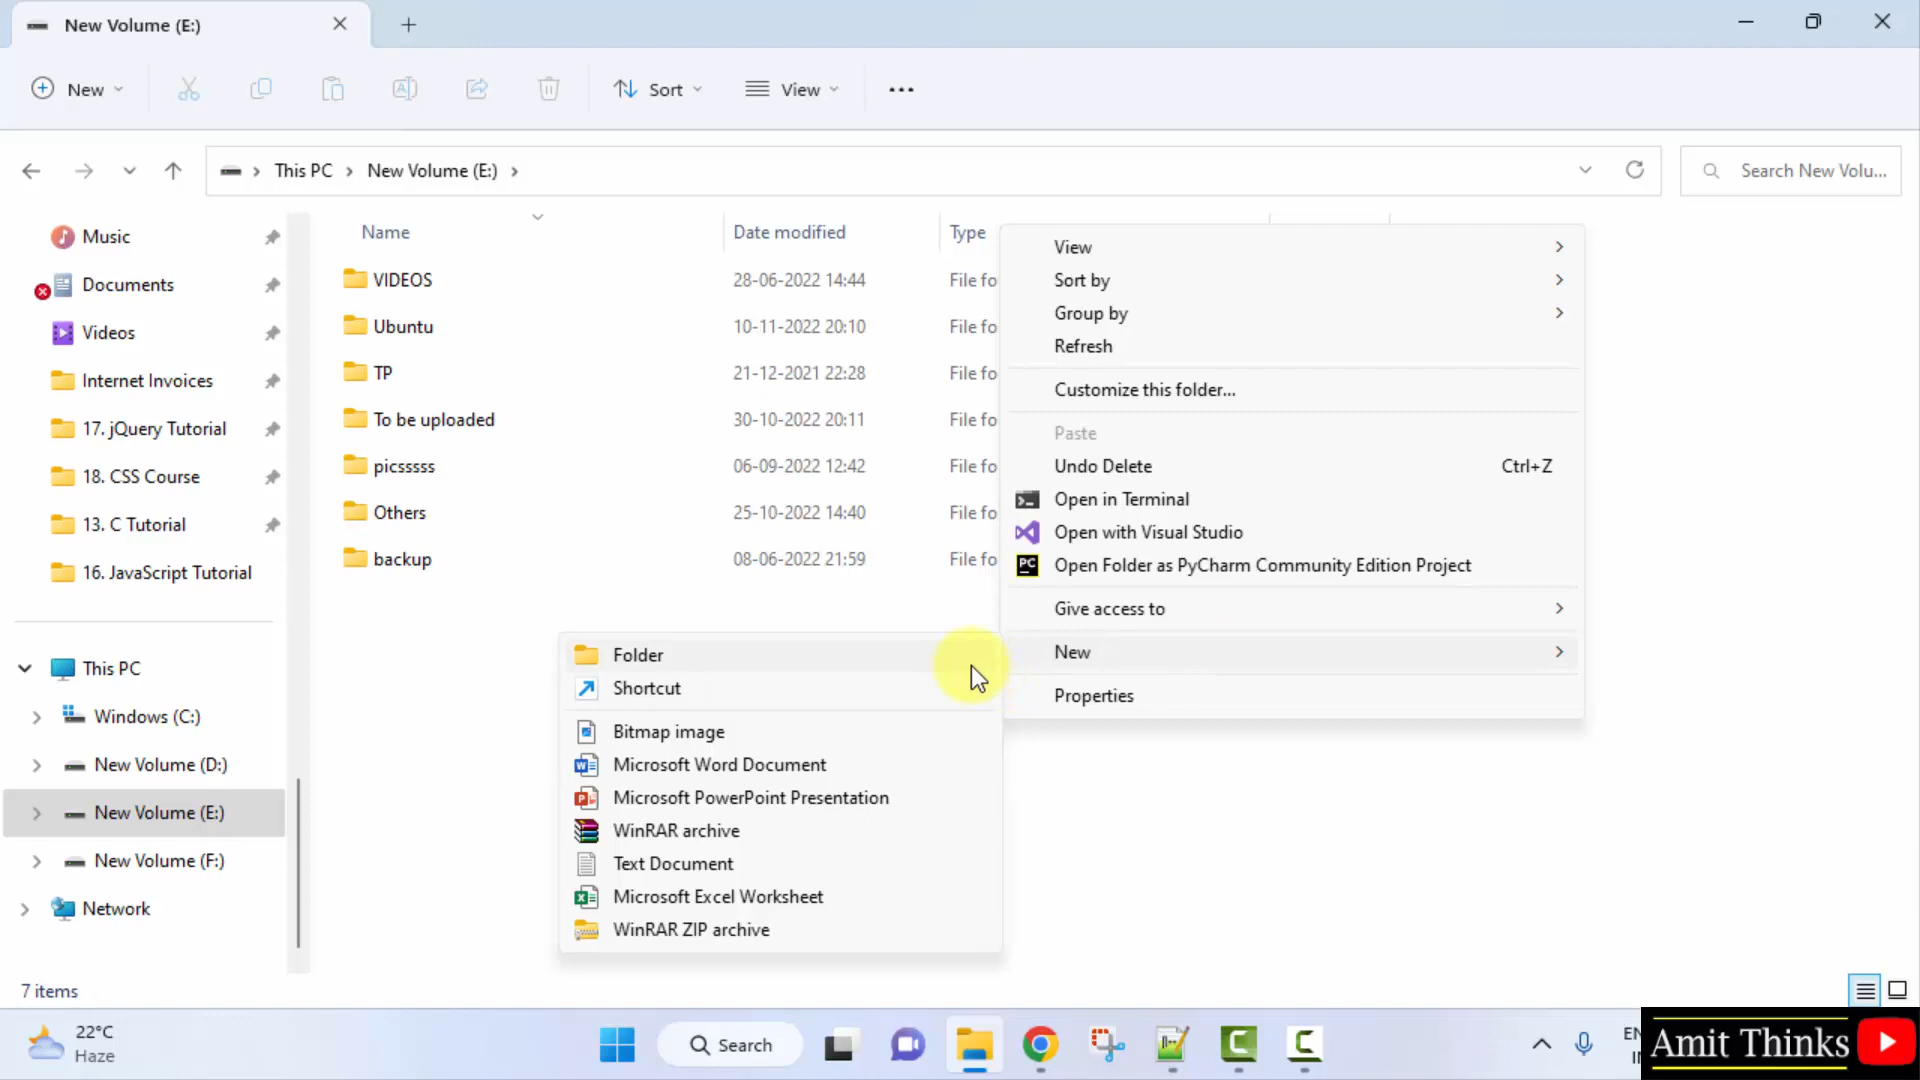 New Volume (E:)
New
Sort
View
This PC
New Volume (E:)
Search New Volu...
Music
Documents
Videos
Internet Invoices
17. jQuery Tutorial
18. CSS Course
13. C Tutorial
16. JavaScript Tutorial
This PC
Windows (C:)
New Volume (D:)
New Volume (E:)
New Volume (F:)
Network
Name Date modified Type
VIDEOS 28-06-2022 14:44 File fo
Ubuntu 10-11-2022 20:10 File fo
TP 21-12-2021 22:28 File fo
To be uploaded 30-10-2022 20:11 File fo
picsssss 06-09-2022 12:42 File fo
Others 25-10-2022 14:40 File fo
backup 08-06-2022 21:59 File fo
View
Sort by
Group by
Refresh
Customize this folder...
Paste
Undo Delete Ctrl+Z
Open in Terminal
Open with Visual Studio
PC Open Folder as PyCharm Community Edition Project
Give access to
New
Properties
Folder
Shortcut
Bitmap image
Microsoft Word Document
Microsoft PowerPoint Presentation
WinRAR archive
Text Document
Microsoft Excel Worksheet
WinRAR ZIP archive
7 items
22°C
Haze
Search
Amit Thinks